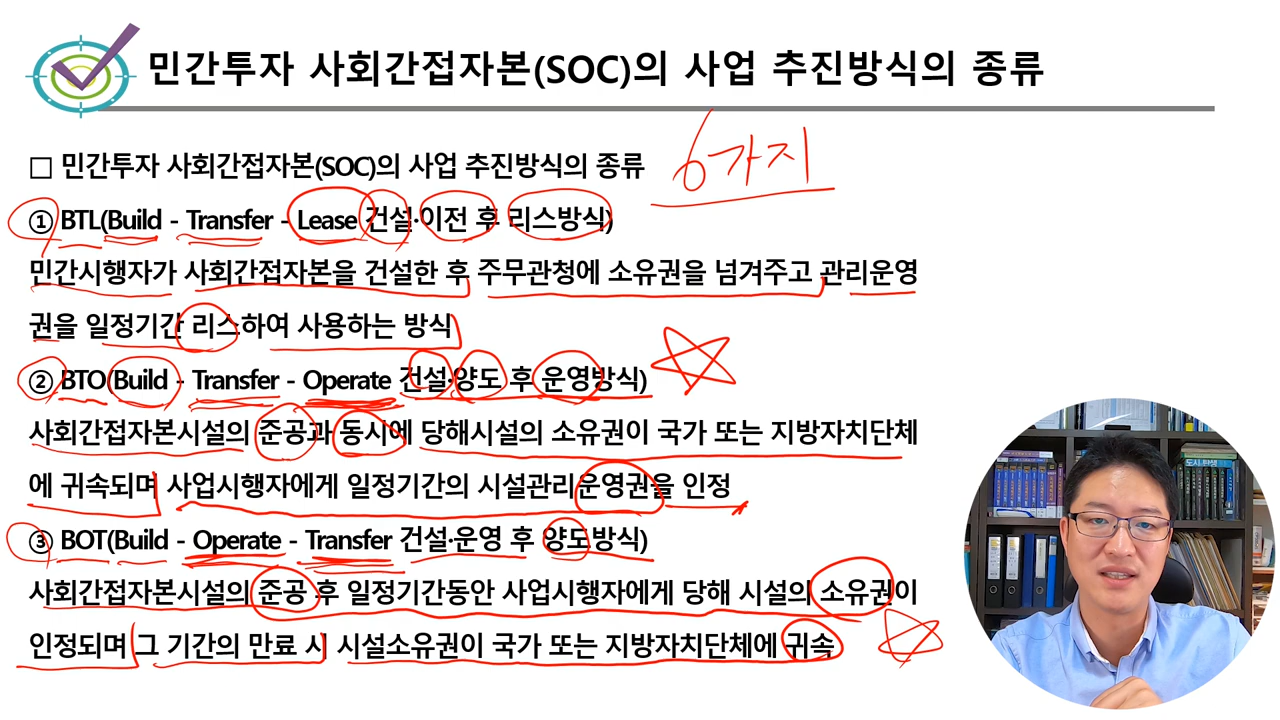 민간투자 사회간접자본(SOC)의 사업 추진방식의 종류
□ 민간투자 사회간접자본(SOC)의 사업 추진방식의 종류
6가지
① BTL(Build - Transfer - Lease 건설·이전 후 리스방식)
민간시행자가 사회간접자본을 건설한 후 주무관청에 소유권을 넘겨주고 관리운영
권을 일정기간 리스하여 사용하는 방식
② BTO(Build - Transfer - Operate 건설·양도 후 운영방식)
사회간접자본시설의 준공과 동시에 당해시설의 소유권이 국가 또는 지방자치단체
에 귀속되며 사업시행자에게 일정기간의 시설관리운영권을 인정
③ BOT(Build - Operate - Transfer 건설·운영 후 양도방식)
사회간접자본시설의 준공 후 일정기간동안 사업시행자에게 당해 시설의 소유권이
인정되며 그 기간의 만료 시 시설소유권이 국가 또는 지방자치단체에 귀속